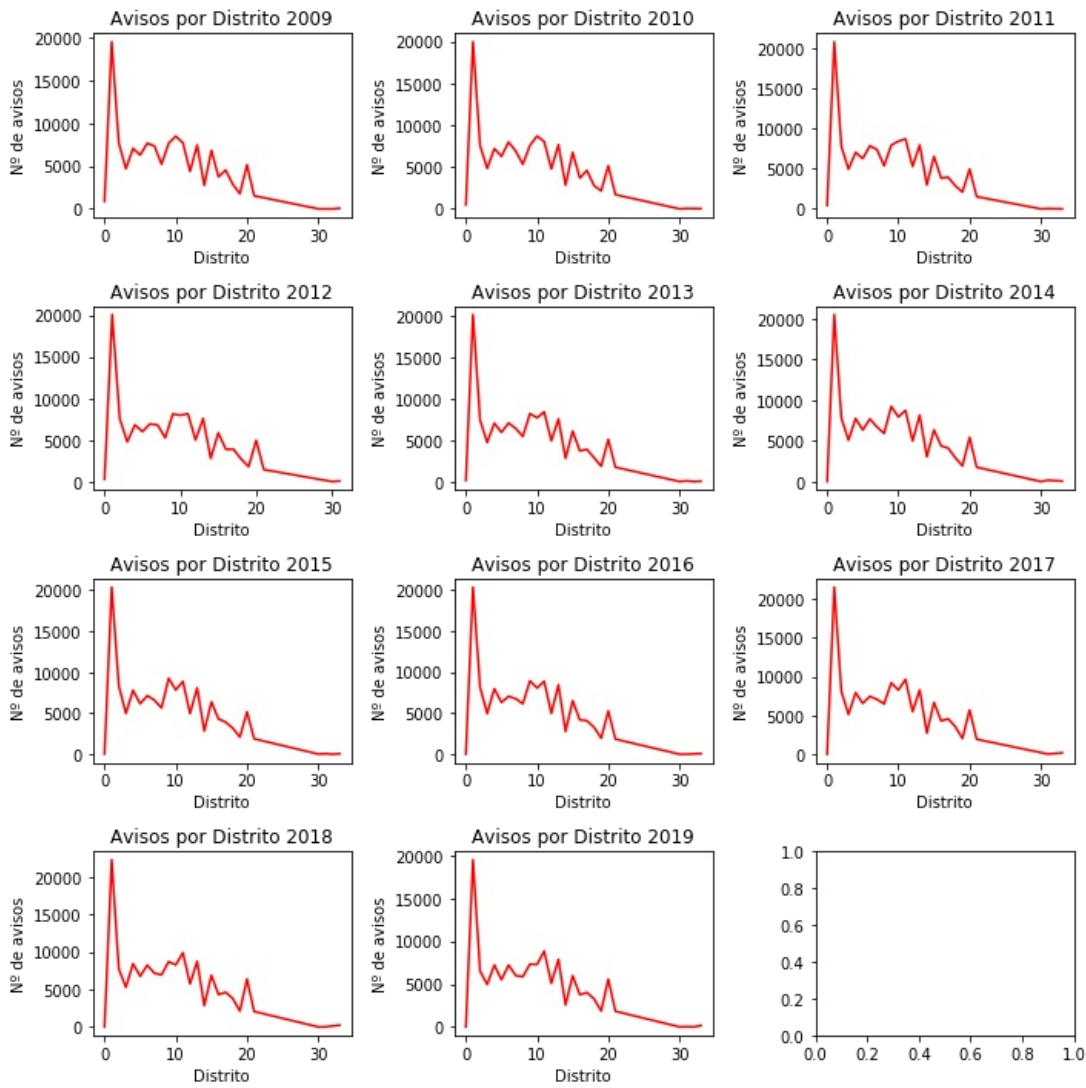 Avisos por Distrito 2009
Nº de avisos
20000
15000
10000
5000
0
0 10 20 30
Distrito
Avisos por Distrito 2010
Nº de avisos
20000
15000
10000
5000
0
0 10 20 30
Distrito
Avisos por Distrito 2011
Nº de avisos
20000
15000
10000
5000
0
0 10 20 30
Distrito
Avisos por Distrito 2012
Nº de avisos
20000
15000
10000
5000
0
0 10 20 30
Distrito
Avisos por Distrito 2013
Nº de avisos
20000
15000
10000
5000
0
0 10 20 30
Distrito
Avisos por Distrito 2014
Nº de avisos
20000
15000
10000
5000
0
0 10 20 30
Distrito
Avisos por Distrito 2015
Nº de avisos
20000
15000
10000
5000
0
0 10 20 30
Distrito
Avisos por Distrito 2016
Nº de avisos
20000
15000
10000
5000
0
0 10 20 30
Distrito
Avisos por Distrito 2017
Nº de avisos
20000
15000
10000
5000
0
0 10 20 30
Distrito
Avisos por Distrito 2018
Nº de avisos
20000
15000
10000
5000
0
0 10 20 30
Distrito
Avisos por Distrito 2019
Nº de avisos
20000
15000
10000
5000
0
0 10 20 30
Distrito
1.0
0.8
0.6
0.4
0.2
0.0
0.0 0.2 0.4 0.6 0.8 1.0